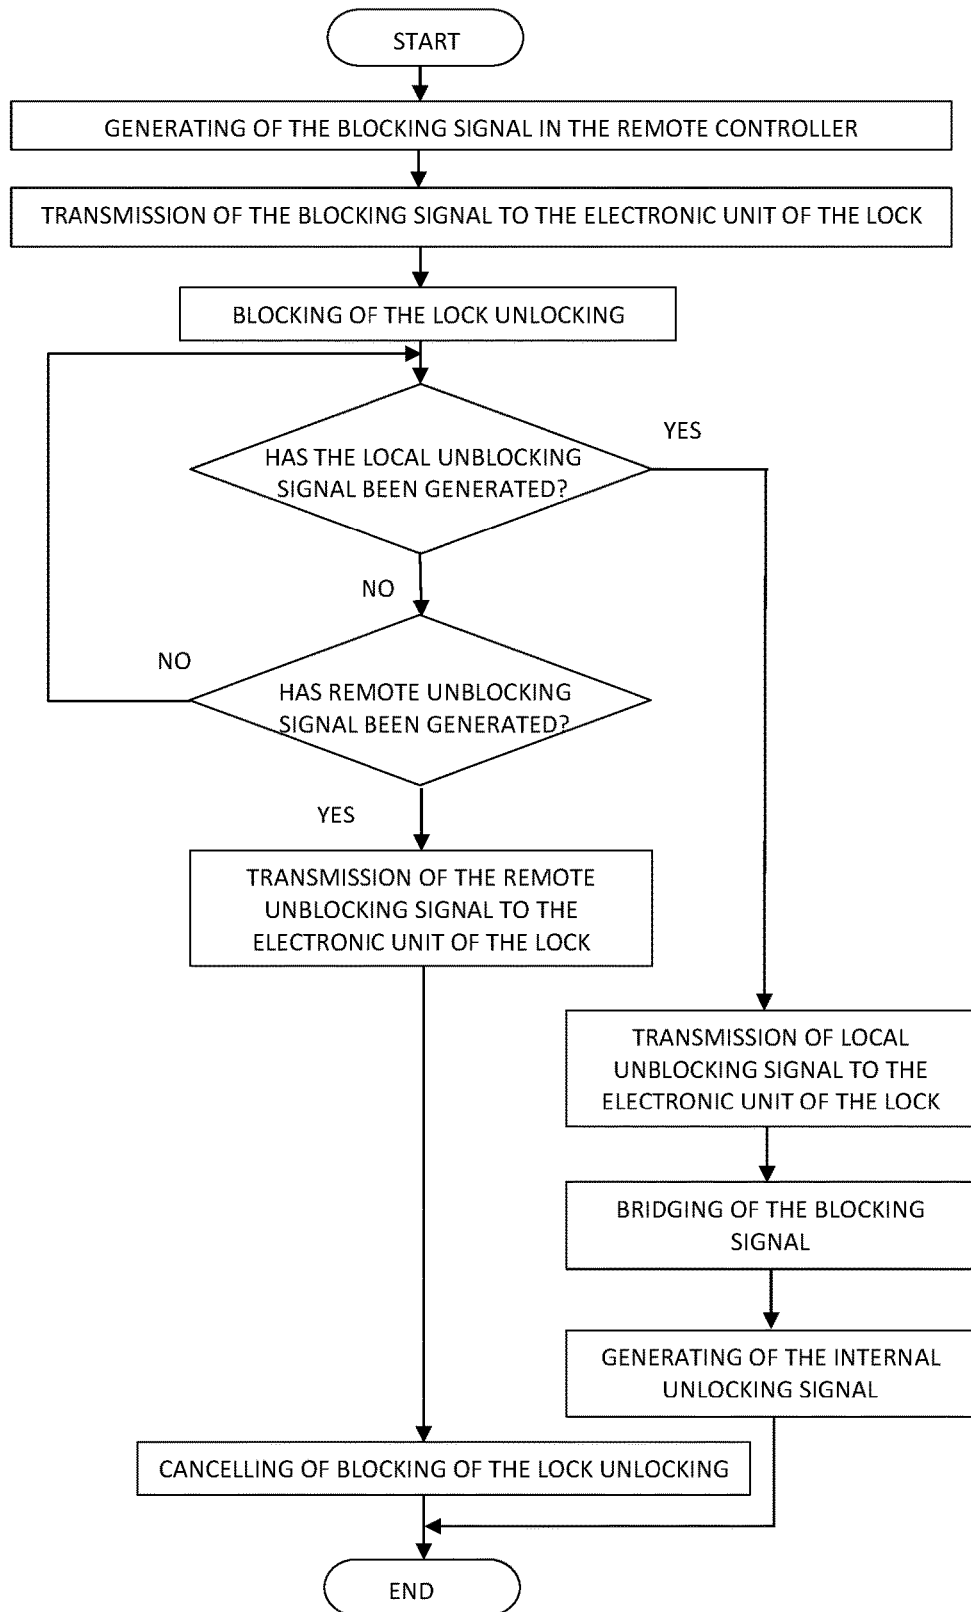 START
GENERATING OF THE BLOCKING SIGNAL IN THE REMOTE CONTROLLER
TRANSMISSION OF THE BLOCKING SIGNAL TO THE ELECTRONIC UNIT OF THE LOCK
BLOCKING OF THE LOCK UNLOCKING
YES
HAS THE LOCAL UNBLOCKING
SIGNAL BEEN GENERATED?
NO
NO
HAS REMOTE UNBLOCKING
SIGNAL BEEN GENERATED?
YES
TRANSMISSION OF THE REMOTE
UNBLOCKING SIGNAL TO THE
ELECTRONIC UNIT OF THE LOCK
TRANSMISSION OF LOCAL
UNBLOCKING SIGNAL TO THE
ELECTRONIC UNIT OF THE LOCK
BRIDGING OF THE BLOCKING
SIGNAL
GENERATING OF THE INTERNAL
UNLOCKING SIGNAL
CANCELLING OF BLOCKING OF THE LOCK UNLOCKING
END